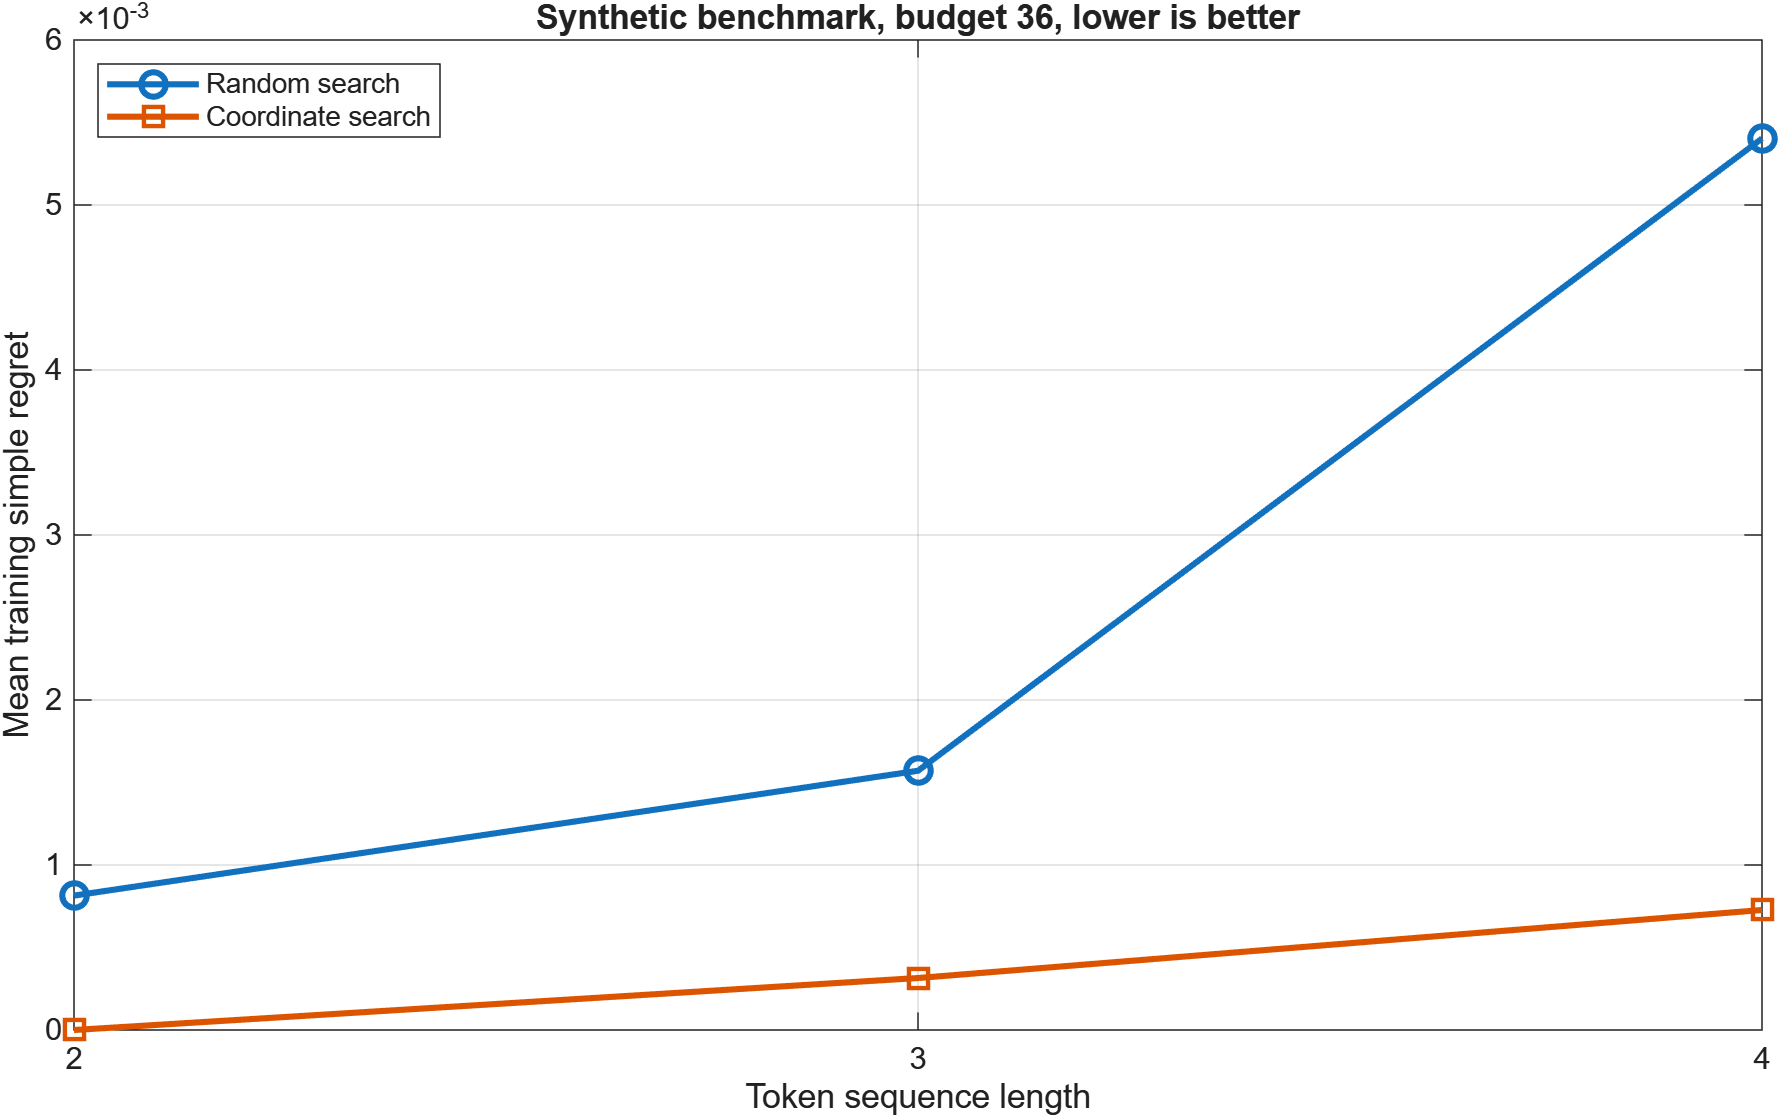 Synthetic benchmark, budget 36, lower is better
×10⁻³
Random search
Coordinate search
6
5
4
3
2
1
0
Mean training simple regret
2 3 4
Token sequence length